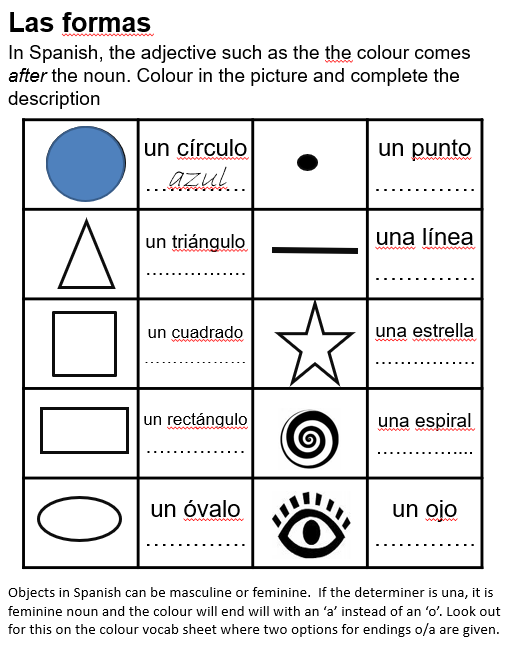 Las formas
In Spanish, the adjective such as the the colour comes
after the noun. Colour in the picture and complete the
description
un círculo
azul
un punto
un triángulo
una línea
un cuadrado
una estrella
un rectángulo
una espiral
un óvalo
un ojo
Objects in Spanish can be masculine or feminine.  If the determiner is una, it is
feminine noun and the colour will end will with an ‘a’ instead of an ‘o’. Look out
for this on the colour vocab sheet where two options for endings o/a are given.